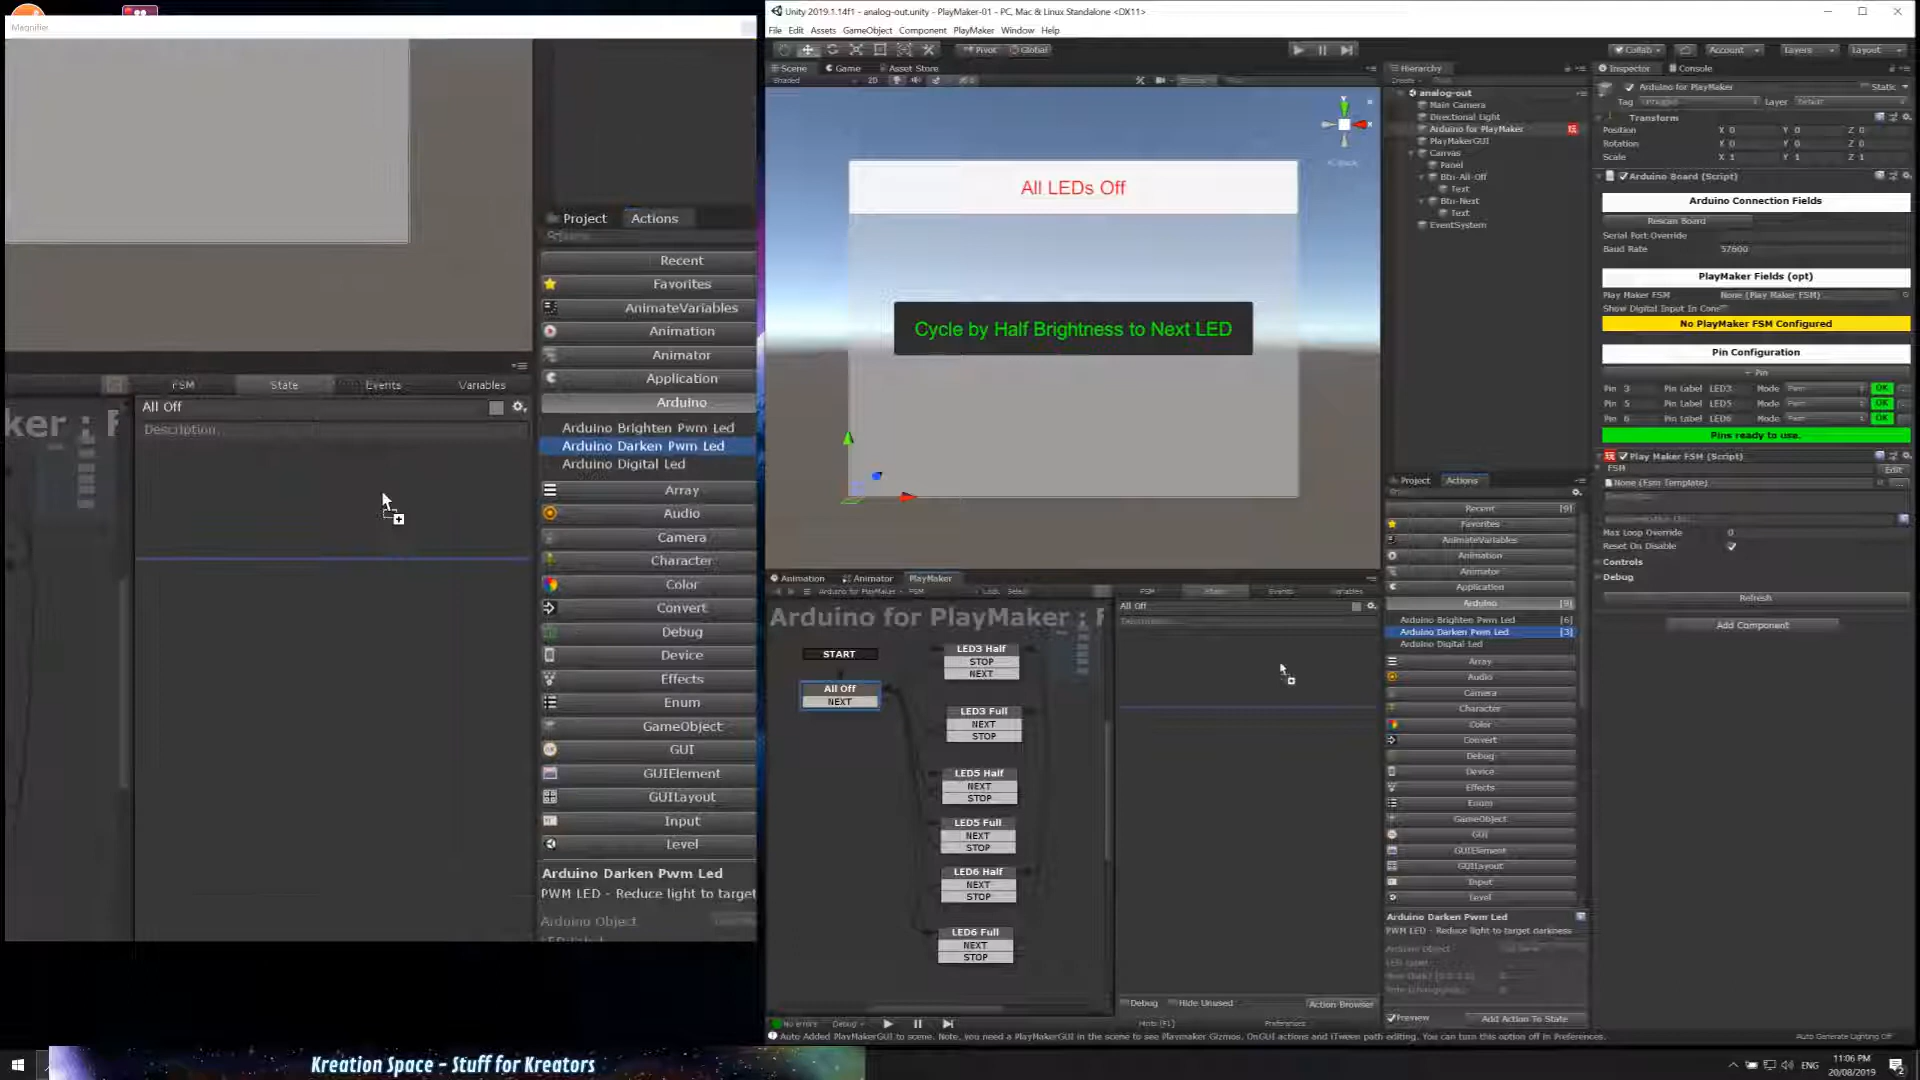 Magnifier
Project
Actions
Recent
Favorites
AnimateVariables
Animation
Animator
Application
Arduino
Arduino Brighten Pwm Led
Arduino Darken Pwm Led
Arduino Digital Led
Array
Audio
Camera
Character
Color
Convert
Debug
Device
Effects
Enum
GameObject
GUI
GUIElement
GUILayout
Input
Level
Arduino Darken Pwm Led
PWM LED - Reduce light to target
Arduino Object
FSM
State
Events
Variables
All Off
Description...
ker : F
Unity 2019.1.14f1 - analog-out.unity - PlayMaker-01 - PC, Mac & Linux Standalone <DX11>
File Edit Assets GameObject Component PlayMaker Window Help
Pivot
Global
Collab
Account
Layers
Layout
Scene
Game
Asset Store
Shaded
2D
All LEDs Off
Cycle by Half Brightness to Next LED
Hierarchy
Create
analog-out
Main Camera
Directional Light
Arduino for PlayMaker
PlayMakerGUI
Canvas
Panel
Btn-All-Off
Text
Btn-Next
Text
EventSystem
Inspector
Console
Arduino for PlayMaker
Static
Tag
Layer
Transform
Position X 0 Y 0 Z 0
Rotation X 0 Y 0 Z 0
Scale X 1 Y 1 Z 1
Arduino Board (Script)
Arduino Connection Fields
Rescan Board
Serial Port Override
Baud Rate 57600
PlayMaker Fields (opt)
Play Maker FSM None (Play Maker FSM)
Show Digital Input In Cons
No PlayMaker FSM Configured
Pin Configuration
Pin
Pin 3 Pin Label LED3 Mode Pwm OK
Pin 5 Pin Label LED5 Mode Pwm OK
Pin 6 Pin Label LED6 Mode Pwm OK
Pins ready to use.
Play Maker FSM (Script)
FSM Edit
None (Fsm Template)
Max Loop Override 0
Reset On Disable
Controls
Debug
Refresh
Add Component
Project
Actions
Recent [9]
Favorites
AnimateVariables
Animation
Animator
Application
Arduino [9]
Arduino Brighten Pwm Led [6]
Arduino Darken Pwm Led [3]
Arduino Digital Led
Array
Audio
Camera
Character
Color
Convert
Debug
Device
Effects
Enum
GameObject
GUI
GUIElement
GUILayout
Input
Level
Arduino Darken Pwm Led
PWM LED - Reduce light to target darkness
Arduino Object
Preview
Add Action To State
Animation
Animator
PlayMaker
Arduino for PlayMaker
FSM
FSM
State
Events
Variables
All Off
Arduino for PlayMaker : F
START
All Off
NEXT
LED3 Half
STOP
NEXT
LED3 Full
NEXT
STOP
LED5 Half
NEXT
STOP
LED5 Full
NEXT
STOP
LED6 Half
NEXT
STOP
LED6 Full
NEXT
STOP
Debug
Hide Unused
Action Browser
No errors
Debug
Hints [F1]
Preferences
Auto Added PlayMakerGUI to scene. Note, you need a PlayMakerGUI in the scene to see Playmaker Gizmos, OnGUI actions and iTween path editing. You can turn this option off in Preferences.
Auto Generate Lighting Off
Kreation Space - Stuff for Kreators
ENG
11:06 PM
20/08/2019